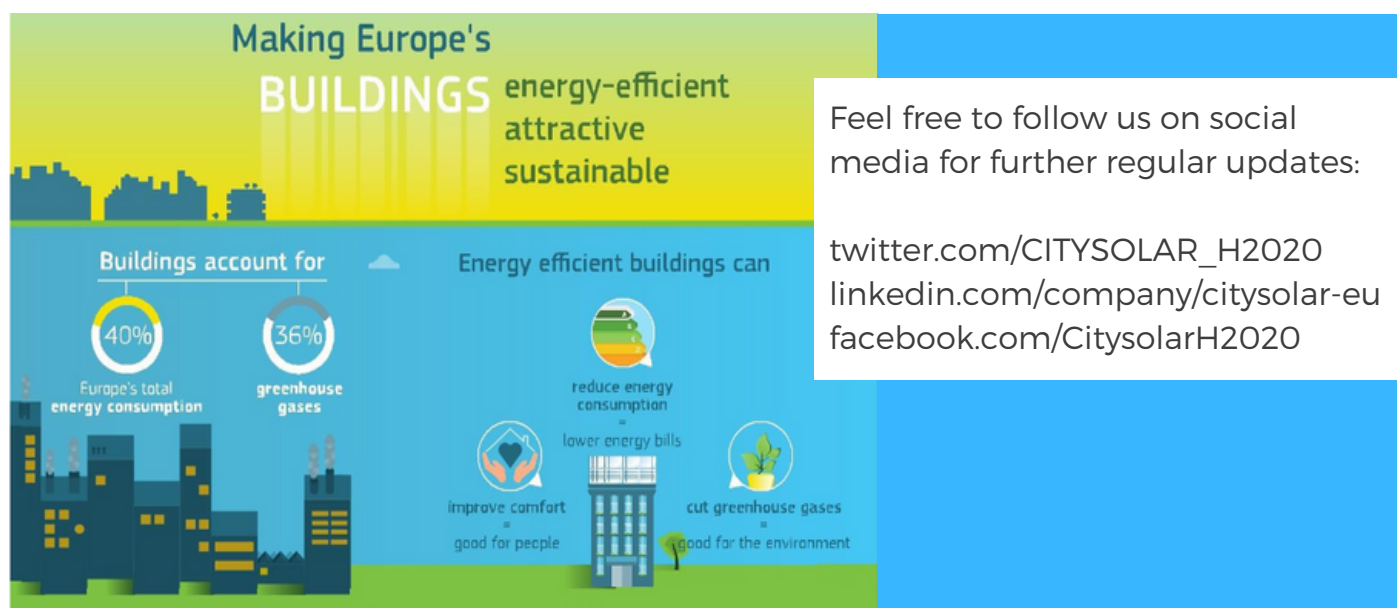 Making Europe's
BUILDINGS
energy-efficient
attractive
sustainable
Feel free to follow us on social
media for further regular updates:
twitter.com/CITYSOLAR_H2020
linkedin.com/company/citysolar-eu
facebook.com/CitysolarH2020
Buildings account for
40%
Europe's total
energy consumption
36%
greenhouse
gases
Energy efficient buildings can
reduce energy
consumption
=
lower energy bills
improve comfort
=
good for people
cut greenhouse gases
=
good for the environment